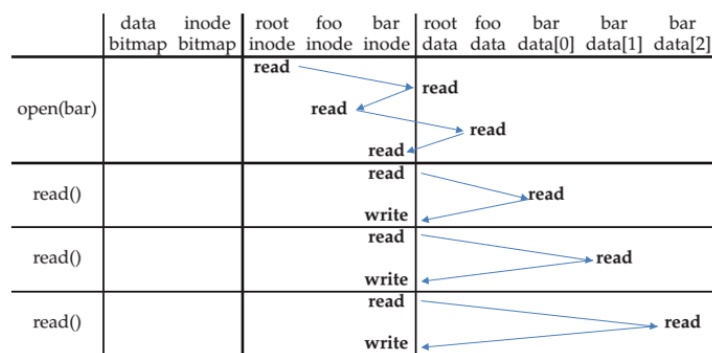 data inode root foo bar root foo bar bar bar
bitmap bitmap inode inode inode data data data[0] data[1] data[2]
read
read
open(bar) read
read
read
read
read() read
write
read
read() read
write
read
read() read
write